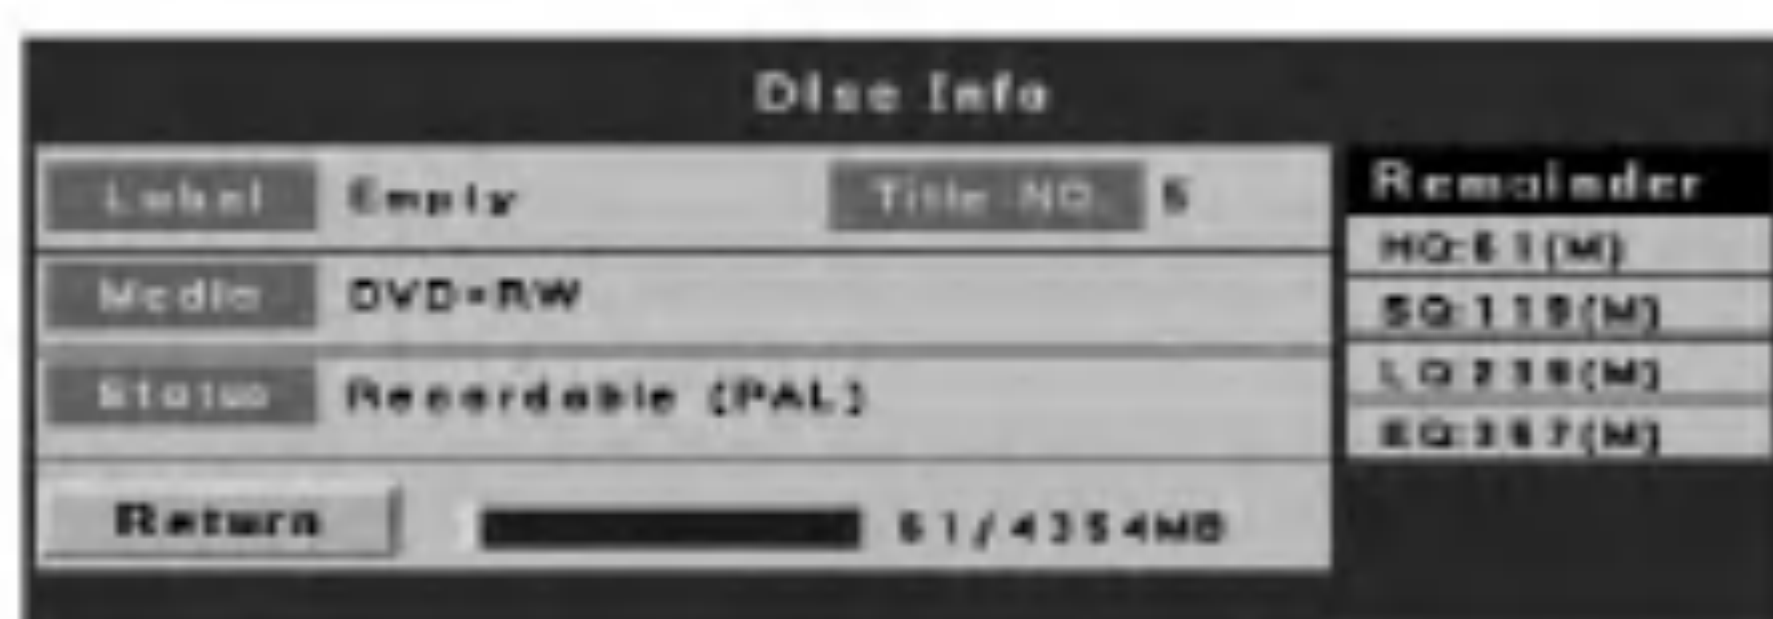 Disc Info
Label Empty Title NO. 5
Media DVD+RW
Status Recordable (PAL)
Return 61/4354MB
Remainder
HQ:61(M)
SQ:119(M)
LQ:238(M)
EQ:357(M)